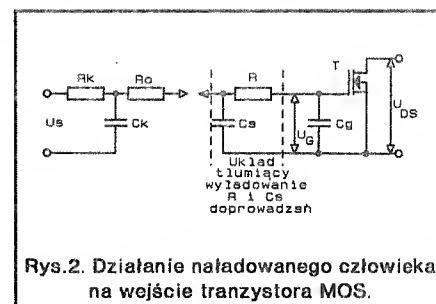 Rk Ro R T
Us Ck Cs UG Cg UDS
Układ
tłumiący
wyładowanie
R i Cs
doprowadzeń
Rys.2. Działanie naładowanego człowieka
na wejście tranzystora MOS.